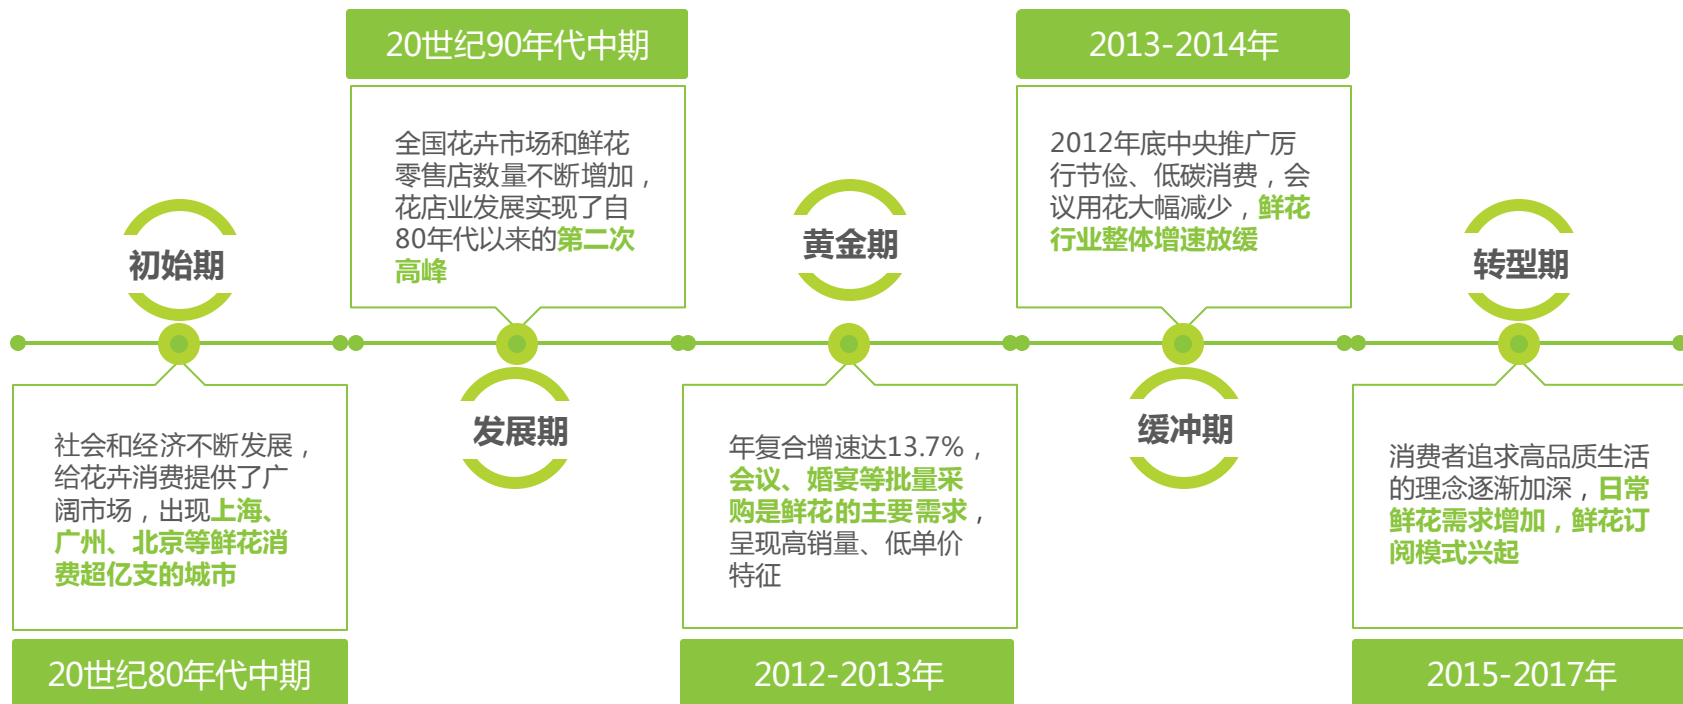 初始期
社会和经济不断发展，
给花卉消费提供了广
阔市场，出现上海、
广州、北京等鲜花消
费超亿支的城市
20世纪80年代中期
20世纪90年代中期
全国花卉市场和鲜花
零售店数量不断增加，
花店业发展实现了自
80年代以来的第二次
高峰
发展期
黄金期
年复合增速达13.7%，
会议、婚宴等批量采
购是鲜花的主要需求，
呈现高销量、低单价
特征
2012-2013年
2013-2014年
2012年底中央推广厉
行节俭、低碳消费，会
议用花大幅减少，鲜花
行业整体增速放缓
缓冲期
转型期
消费者追求高品质生活
的理念逐渐加深，日常
鲜花需求增加，鲜花订
阅模式兴起
2015-2017年